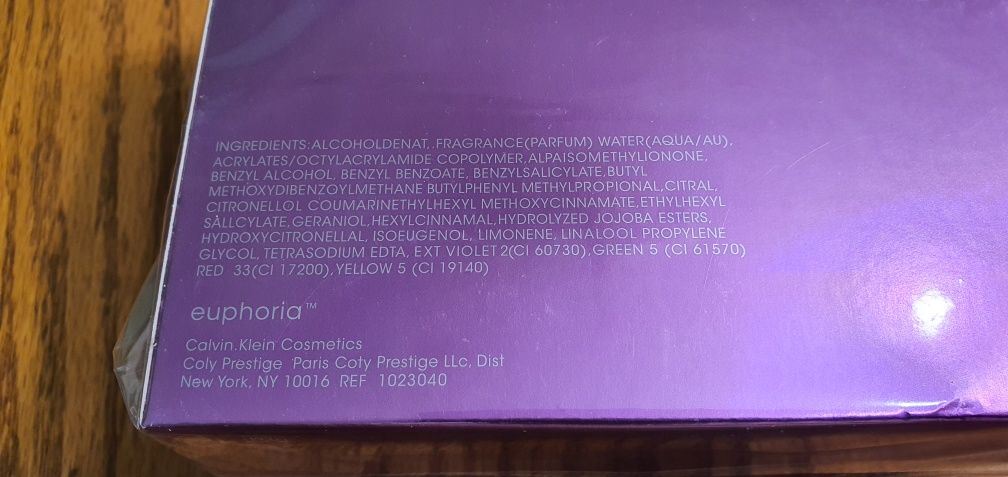 INGREDIENTS:ALCOHOLDENAT,.FRAGRANCE(PARFUM) WATER(AQUA/AU),
ACRYLATES/OCTYLACRYLAMIDE COPOLYMER,ALPAISOMETHYLIONONE,
BENZYL ALCOHOL, BENZYL BENZOATE, BENZYLSALICYLATE,BUTYL
METHOXYDIBENZOYLMETHANE BUTYLPHENYL METHYLPROPIONAL,CITRAL,
CITRONELLOL COUMARINETHYLHEXYL METHOXYCINNAMATE,ETHYLHEXYL
SALLCYLATE,GERANIOL,HEXYLCINNAMAL,HYDROLYZED JOJOBA ESTERS,
HYDROXYCITRONELLAL, ISOEUGENOL, LIMONENE, LINALOOL PROPYLENE
GLYCOL, TETRASODIUM EDTA, EXT VIOLET 2(CI 60730),GREEN 5 (CI 61570)
RED 33(CI 17200),YELLOW 5 (CI 19140)
euphoria™
Calvin.Klein Cosmetics
Coly Prestige Paris Coty Prestige LLc, Dist
New York, NY 10016 REF 1023040